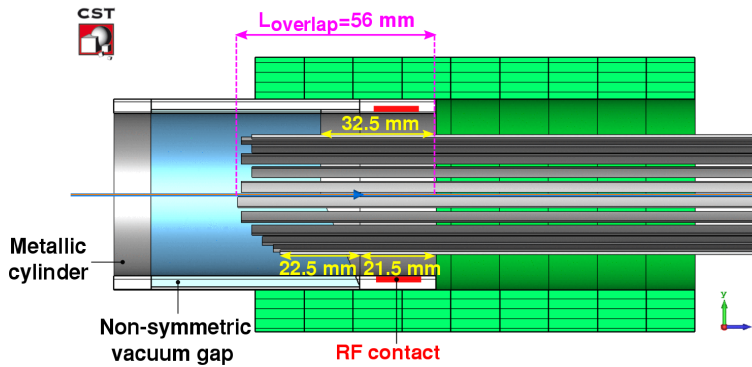 CST
Loverlap=56 mm
32.5 mm
22.5 mm 21.5 mm
Metallic
cylinder
Non-symmetric
vacuum gap
RF contact
y